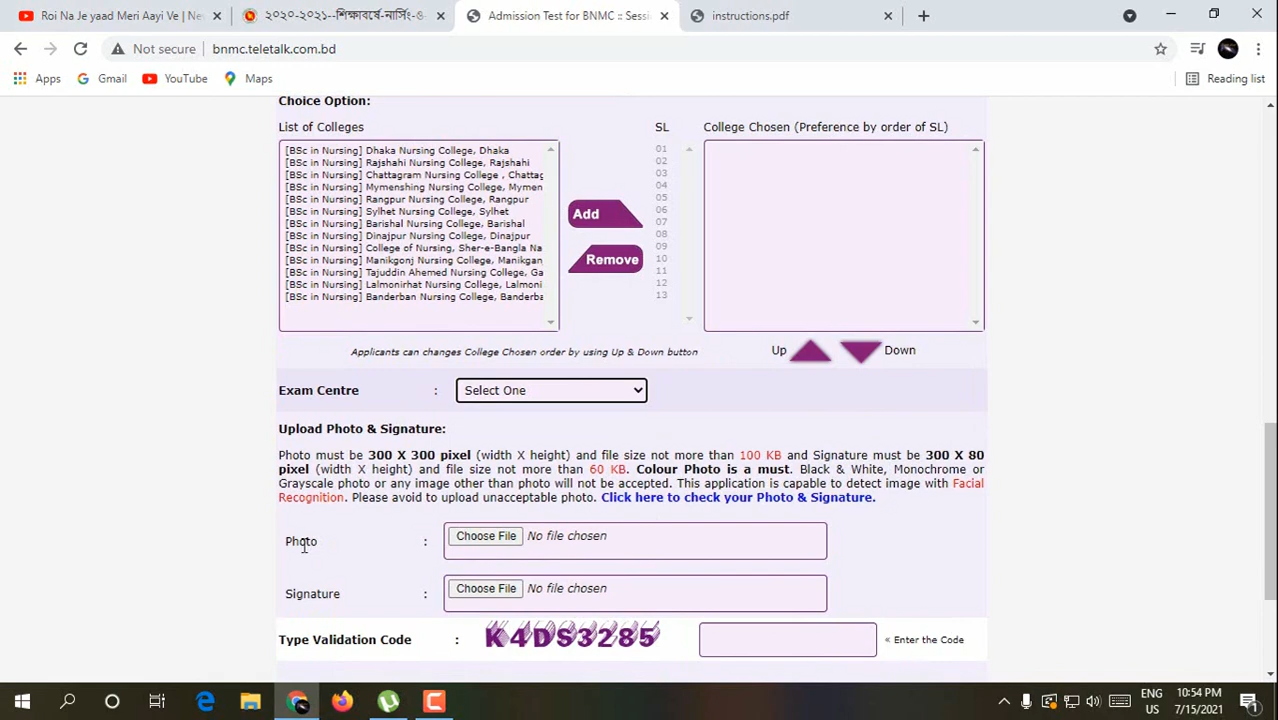 Roi Na Je yaad Meri Aayi Ve | Ne
২০২০-২০২১--শিক্ষাবর্ষে-নার্সিং-ও-
Admission Test for BNMC :: Sessi
instructions.pdf
Not secure
bnmc.teletalk.com.bd
Apps
Gmail
YouTube
Maps
Reading list
Choice Option:
List of Colleges
SL
College Chosen (Preference by order of SL)
[BSc in Nursing] Dhaka Nursing College, Dhaka
[BSc in Nursing] Rajshahi Nursing College, Rajshahi
[BSc in Nursing] Chattagram Nursing College , Chattag
[BSc in Nursing] Mymenshing Nursing College, Mymen
[BSc in Nursing] Rangpur Nursing College, Rangpur
[BSc in Nursing] Sylhet Nursing College, Sylhet
[BSc in Nursing] Barishal Nursing College, Barishal
[BSc in Nursing] Dinajpur Nursing College, Dinajpur
[BSc in Nursing] College of Nursing, Sher-e-Bangla Na
[BSc in Nursing] Manikgonj Nursing College, Manikgan
[BSc in Nursing] Tajuddin Ahemed Nursing College, Ga
[BSc in Nursing] Lalmonirhat Nursing College, Lalmoni
[BSc in Nursing] Banderban Nursing College, Banderba
Add
Remove
01
02
03
04
05
06
07
08
09
10
11
12
13
Applicants can changes College Chosen order by using Up & Down button
Up
Down
Exam Centre : Select One
Upload Photo & Signature:
Photo must be 300 X 300 pixel (width X height) and file size not more than 100 KB and Signature must be 300 X 80
pixel (width X height) and file size not more than 60 KB. Colour Photo is a must. Black & White, Monochrome or
Grayscale photo or any image other than photo will not be accepted. This application is capable to detect image with Facial
Recognition. Please avoid to upload unacceptable photo. Click here to check your Photo & Signature.
Photo : Choose File No file chosen
Signature : Choose File No file chosen
Type Validation Code : K4DS3285 « Enter the Code
ENG
US
10:54 PM
7/15/2021
1